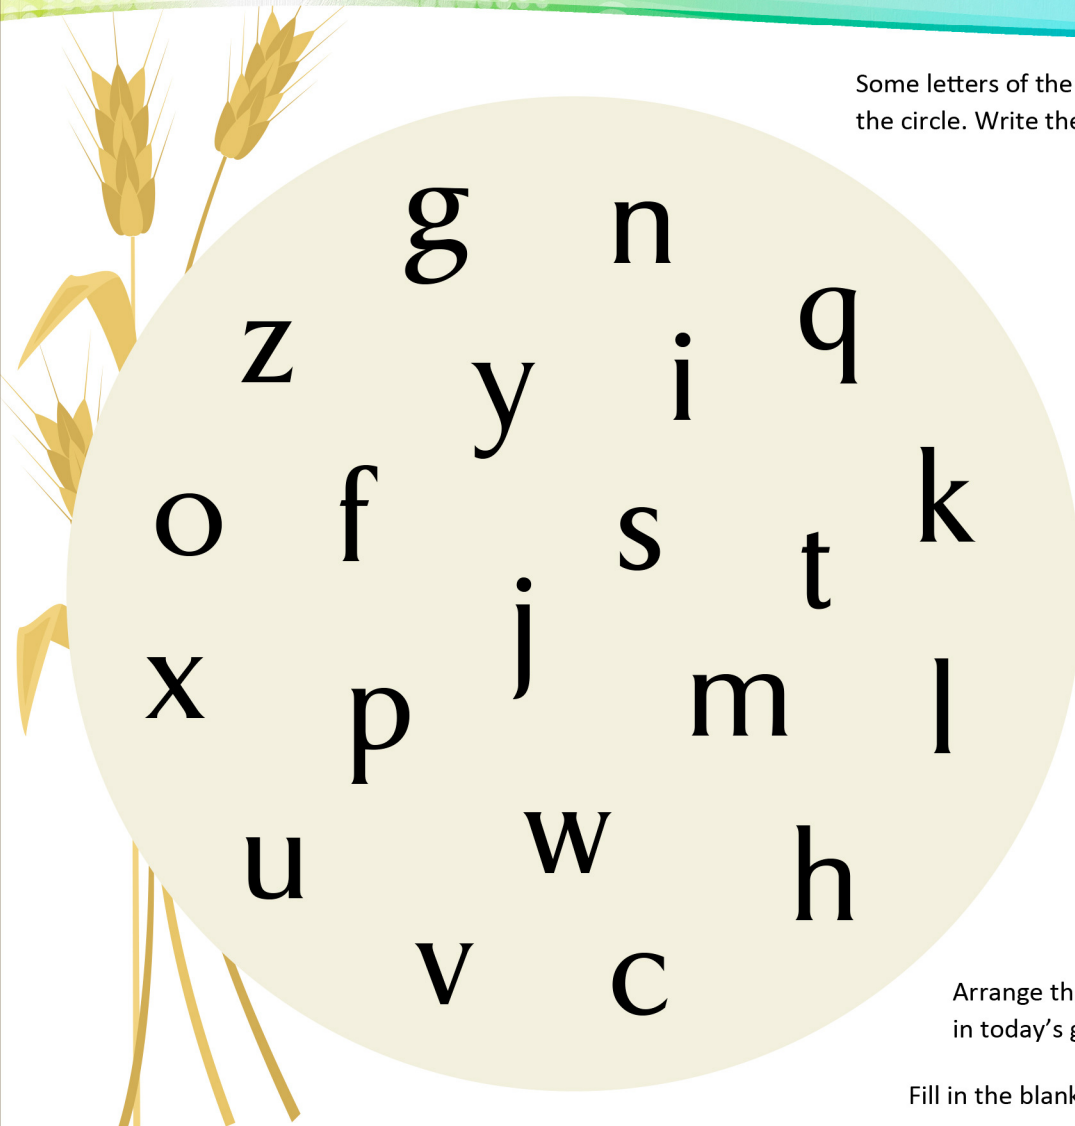 Some letters of the
the circle. Write the
g n
q
z
y i
k
o f s
t
j
x p m l
w
u h
v c
Arrange th
in today's g
Fill in the blank